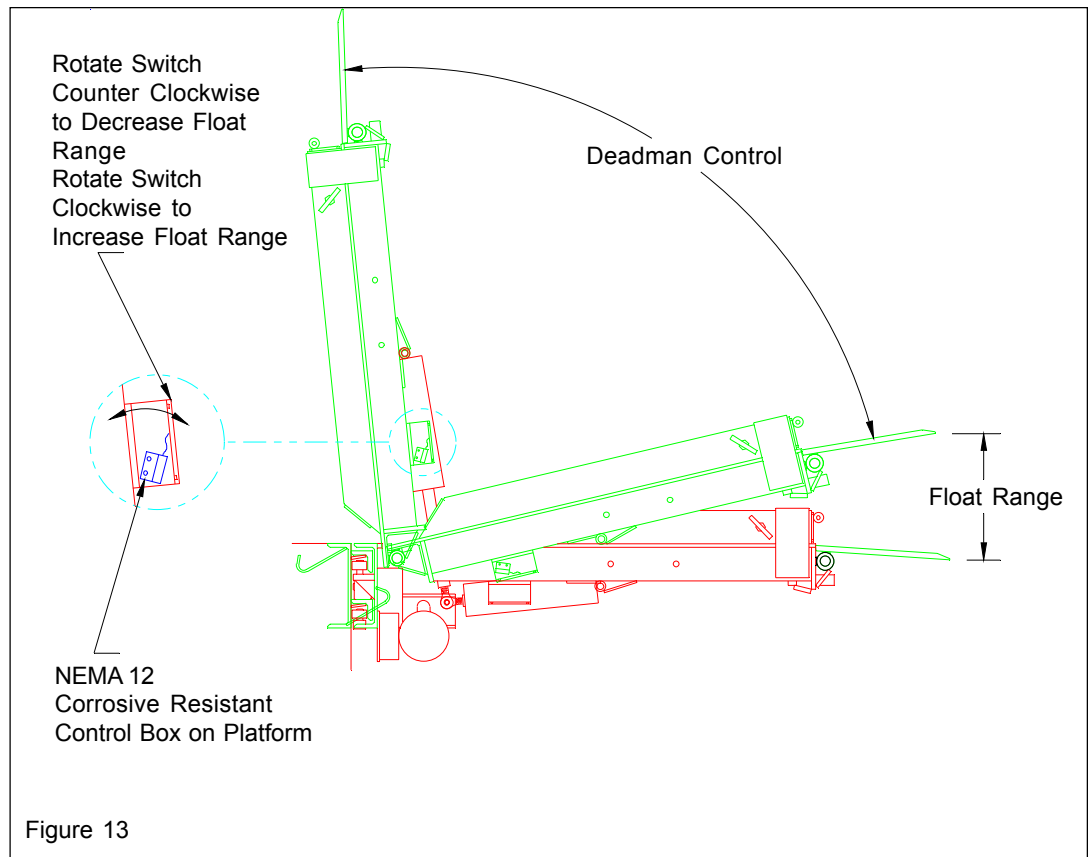 Rotate Switch
Counter Clockwise
to Decrease Float
Range
Rotate Switch
Clockwise to
Increase Float Range
Deadman Control
Float Range
NEMA 12
Corrosive Resistant
Control Box on Platform
Figure 13